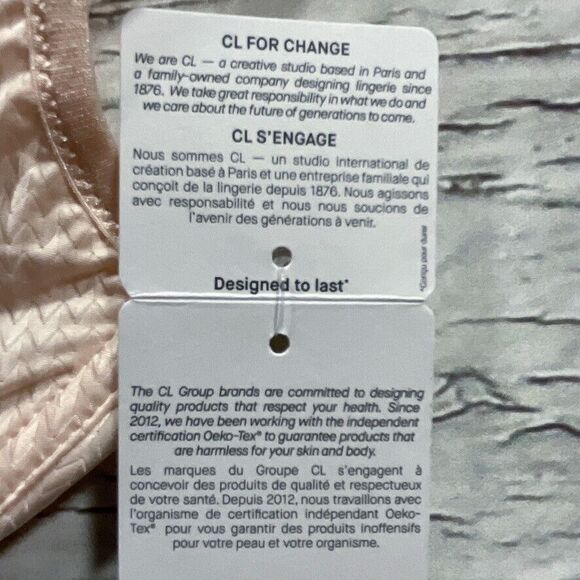 CL FOR CHANGE
We are CL — a creative studio based in Paris and
a family-owned company designing lingerie since
1876. We take great responsibility in what we do and
we care about the future of generations to come.
CL S'ENGAGE
Nous sommes CL — un studio international de
création basé à Paris et une entreprise familiale qui
conçoit de la lingerie depuis 1876. Nous agissons
avec responsabilité et nous nous soucions de
l'avenir des générations à venir.
Designed to last*
*Conçu pour durer
The CL Group brands are committed to designing
quality products that respect your health. Since
2012, we have been working with the independent
certification Oeko-Tex® to guarantee products that
are harmless for your skin and body.
Les marques du Groupe CL s'engagent à
concevoir des produits de qualité et respectueux
de votre santé. Depuis 2012, nous travaillons avec
l'organisme de certification indépendant Oeko-
Tex® pour vous garantir des produits inoffensifs
pour votre peau et votre organisme.